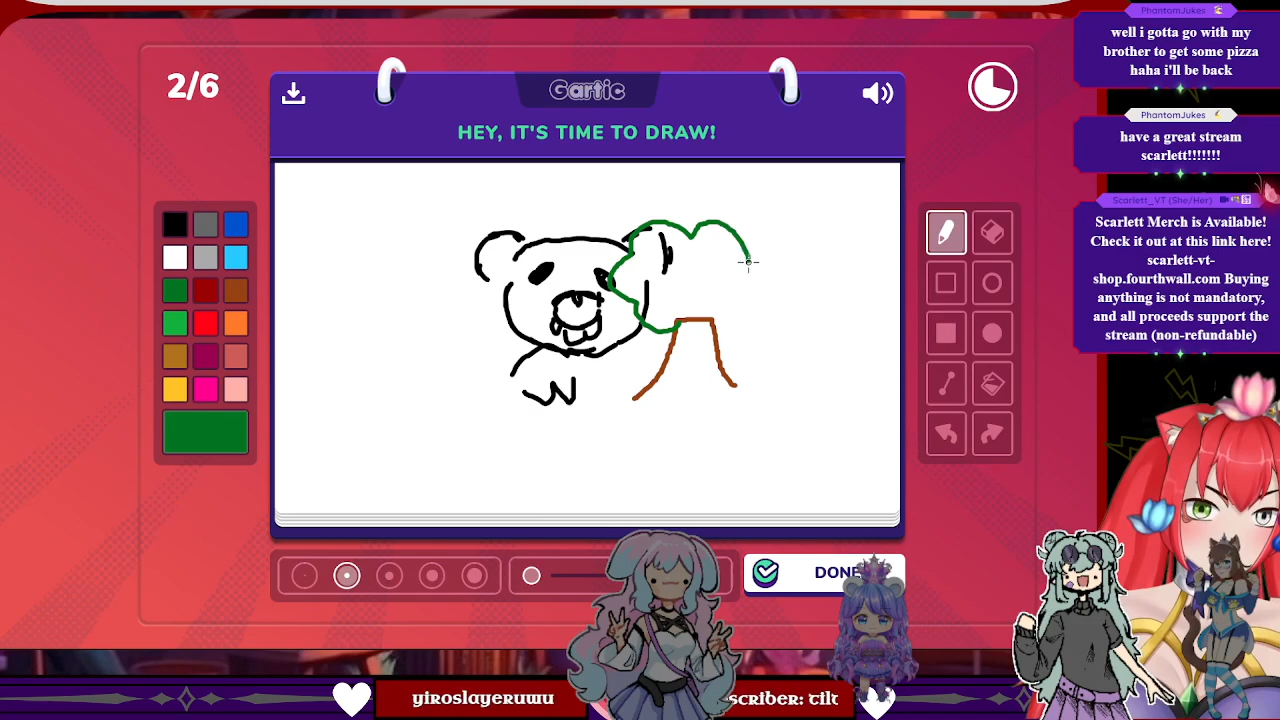 2/6
Gartic
HEY, IT'S TIME TO DRAW!
DONE
PhantomJukes
well i gotta go with my
brother to get some pizza
haha i'll be back
PhantomJukes
have a great stream
scarlett!!!!!!!
Scarlett_VT (She/Her)
Scarlett Merch is Available!
Check it out at this link here!
scarlett-vt-
shop.fourthwall.com Buying
anything is not mandatory,
and all proceeds support the
stream (non-refundable)
yiroslayeruwu
scriber: Tilt